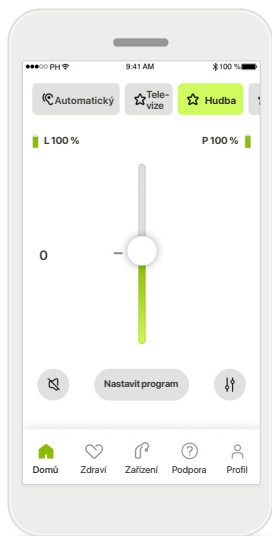 PH 9:41 AM 100 %
Automatický
Tele-
vize
Hudba
L 100 % P 100 %
0
Nastavit program
Domů Zdraví Zařízení Podpora Profil